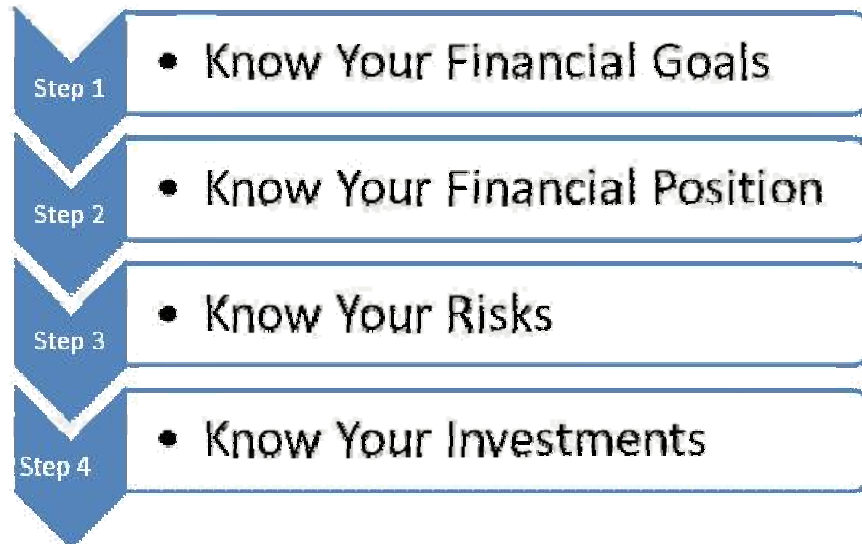 Step 1
• Know Your Financial Goals
Step 2
• Know Your Financial Position
Step 3
• Know Your Risks
Step 4
• Know Your Investments